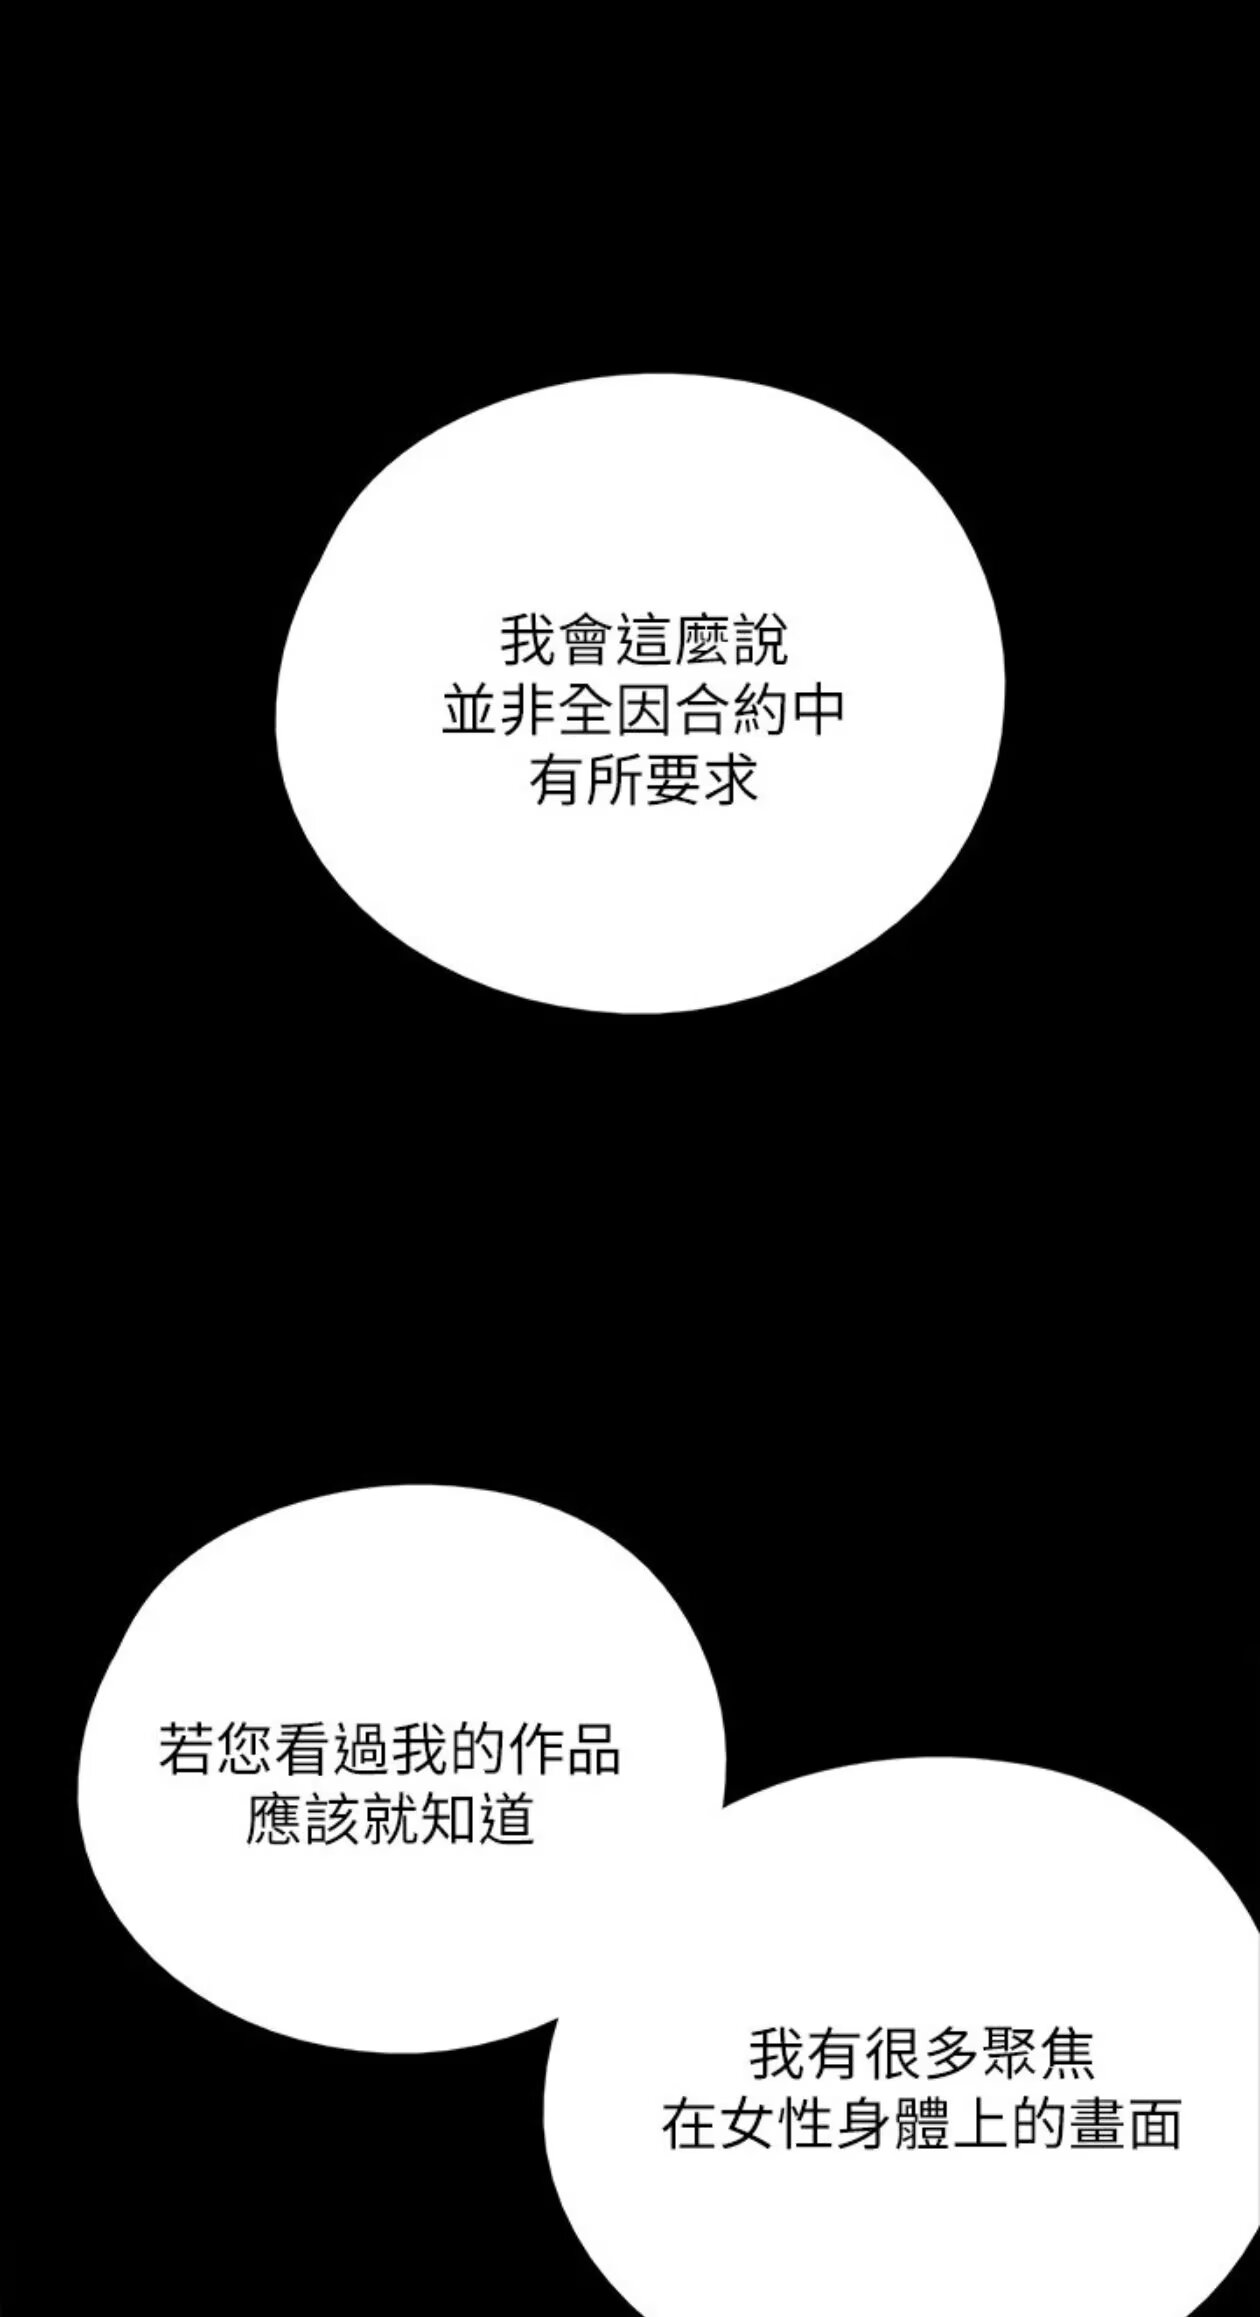 我會這麼說
並非全因合約中
有所要求
若您看過我的作品
應該就知道
我有很多聚焦
在女性身體上的畫面